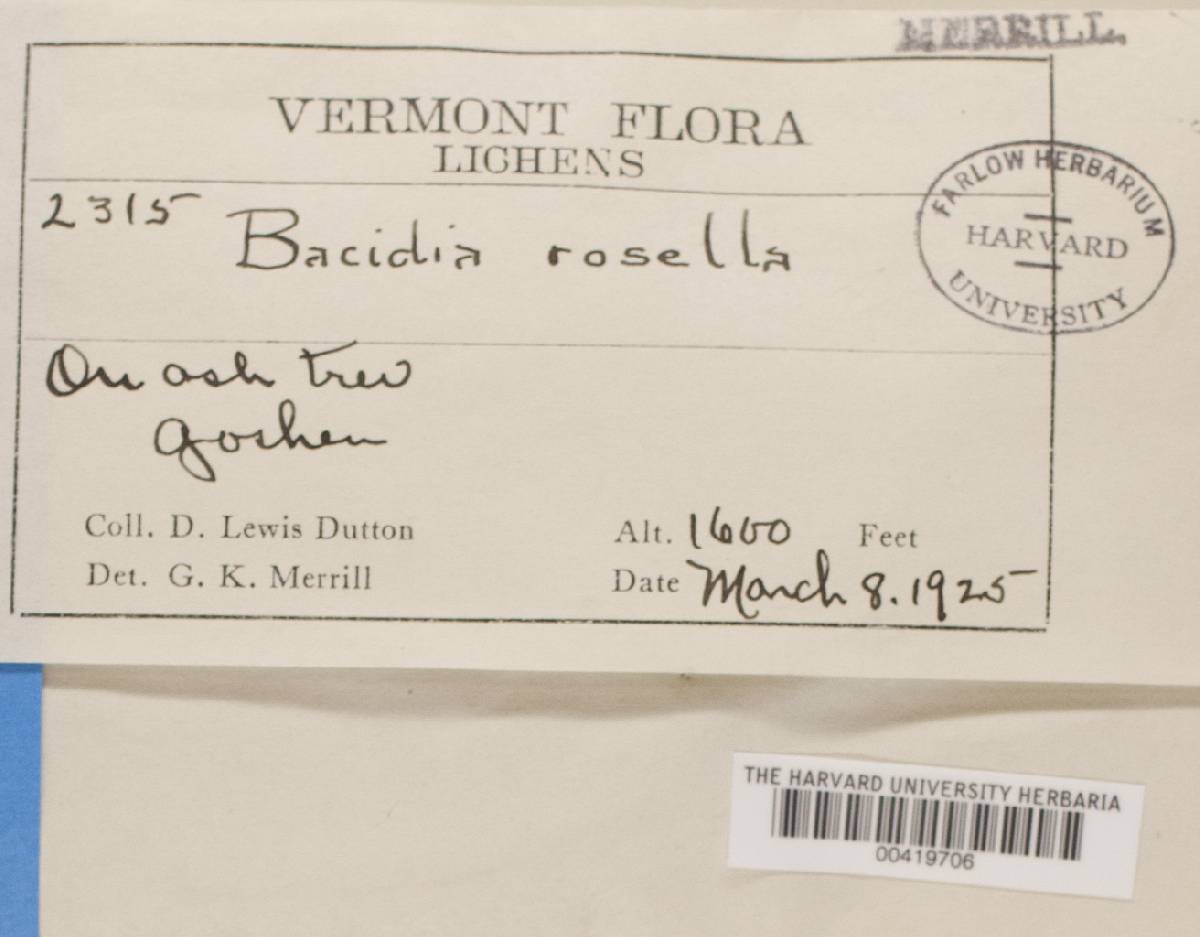 MERRILL.
VERMONT FLORA
LICHENS
2315 Bacidia rosella
FARLOW HERBARIUM
HARVARD
UNIVERSITY
On ash tree
Goshen
Coll. D. Lewis Dutton
Alt. 1600 Feet
Det. G. K. Merrill
Date March 8. 1925
THE HARVARD UNIVERSITY HERBARIA
00419706